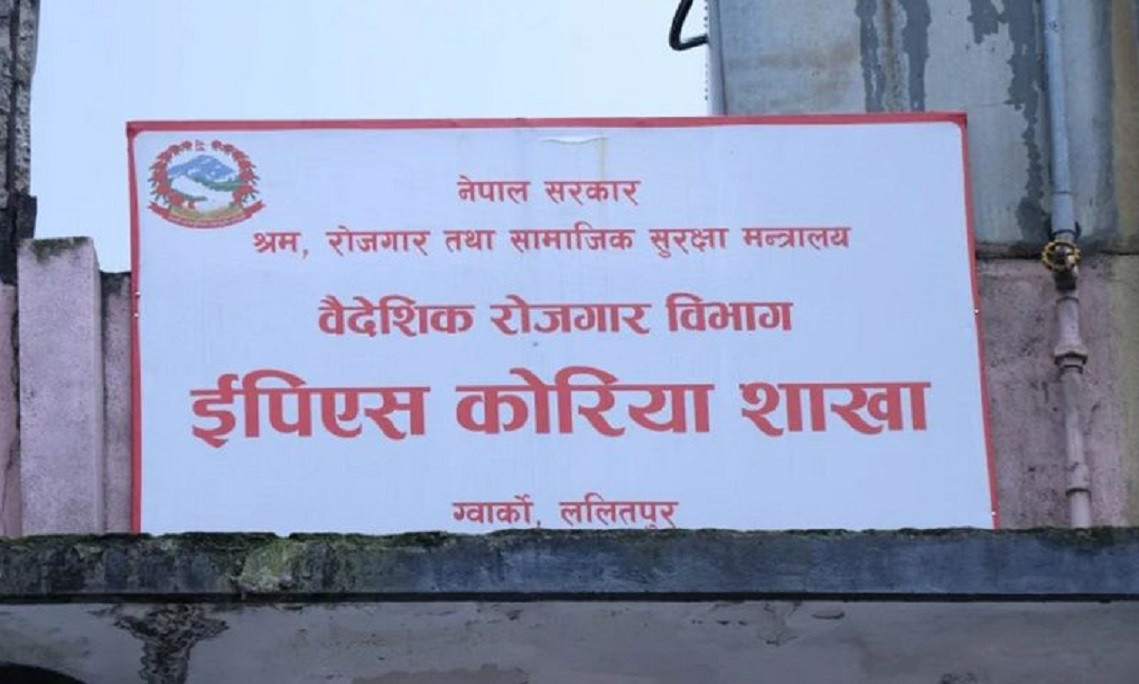 नेपाल सरकार
श्रम, रोजगार तथा सामाजिक सुरक्षा मन्त्रालय
वैदेशिक रोजगार विभाग
ईपिएस कोरिया शाखा
ग्वार्को, ललितपुर